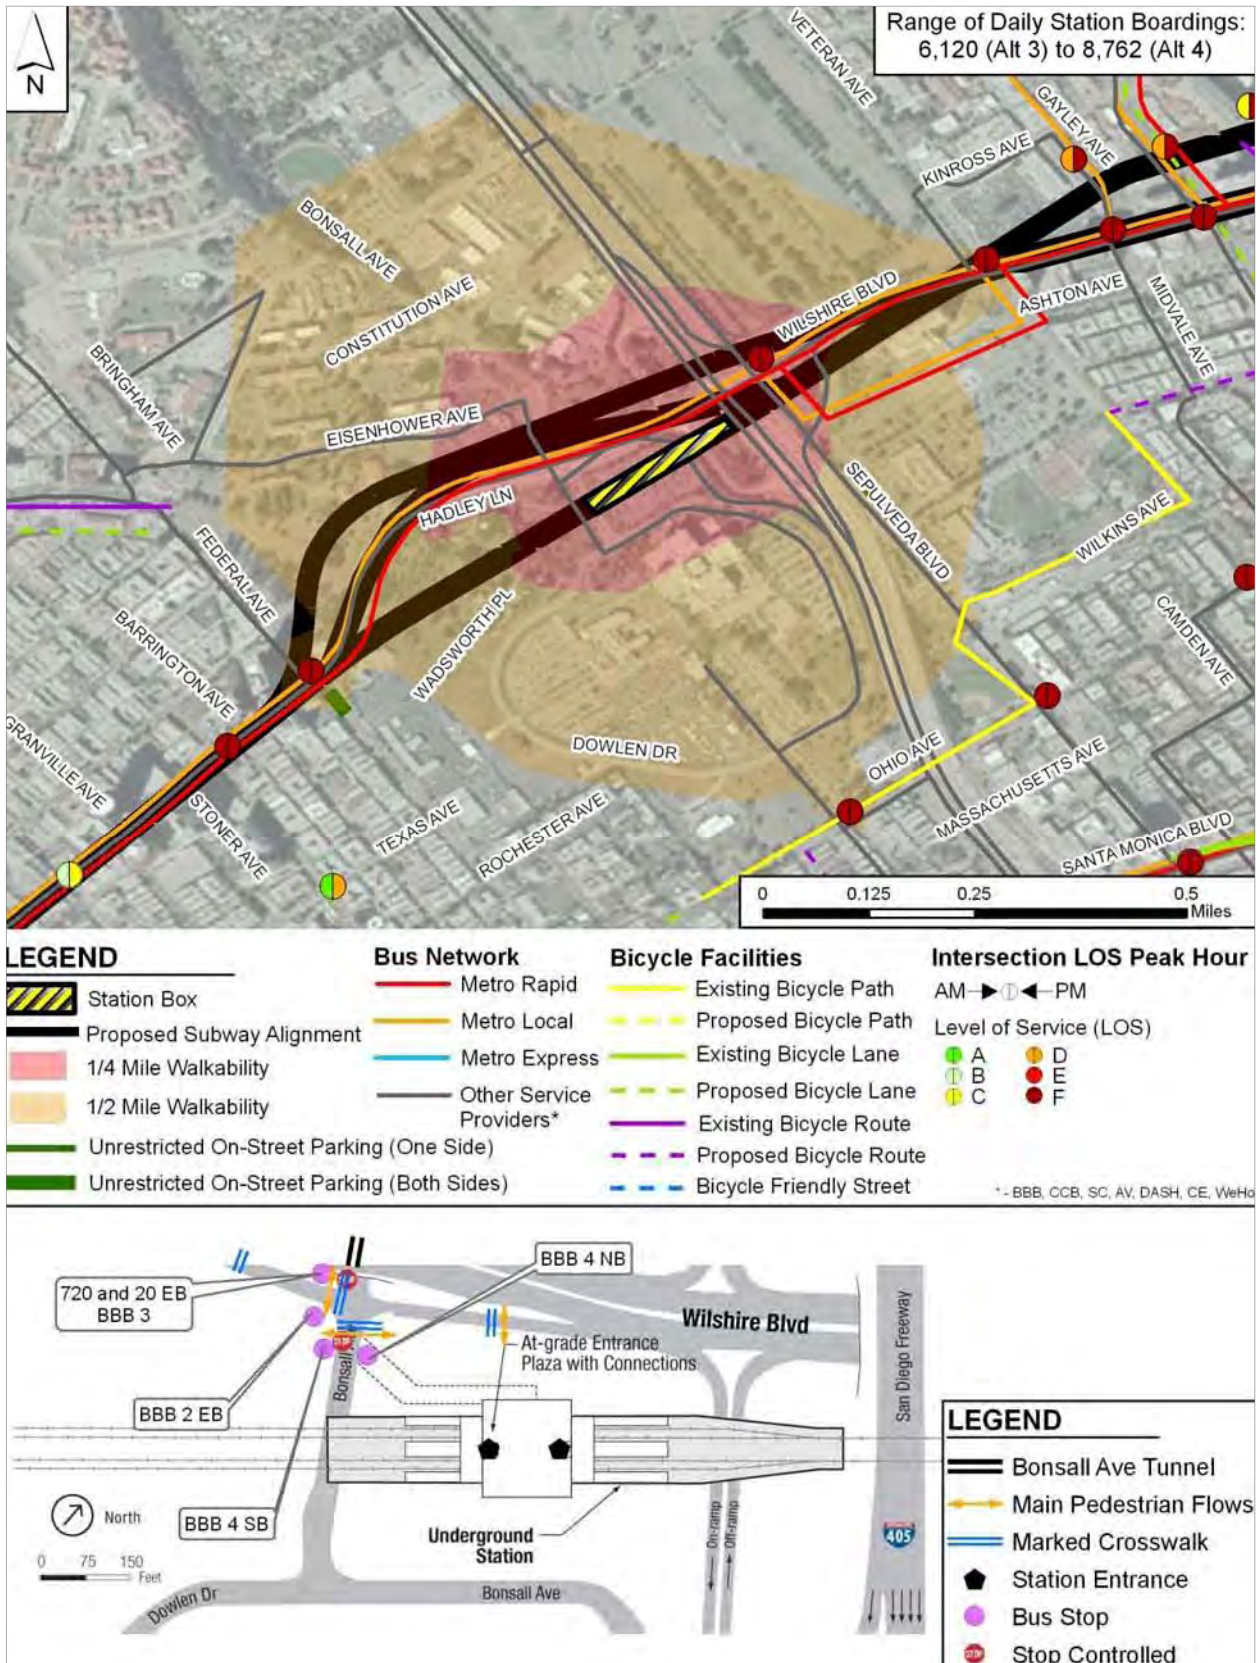 Range of Daily Station Boardings:
6,120 (Alt 3) to 8,762 (Alt 4)
N
VETERAN AVE
GAYLEY AVE
KINROSS AVE
BONSALL AVE
WILSHIRE BLVD
ASHTON AVE
MIDVALE AVE
CONSTITUTION AVE
BRINGHAM AVE
EISENHOWER AVE
HADLEY LN
SEPULVEDA BLVD
WILKINS AVE
FEDERAL AVE
WADSWORTH PL
CAMDEN AVE
BARRINGTON AVE
GRANVILLE AVE
DOWLEN DR
OHIO AVE
STONER AVE
TEXAS AVE
ROCHESTER AVE
MASSACHUSETTS AVE
SANTA MONICA BLVD
0 0.125 0.25 0.5
Miles
LEGEND
Station Box
Proposed Subway Alignment
1/4 Mile Walkability
1/2 Mile Walkability
Unrestricted On-Street Parking (One Side)
Unrestricted On-Street Parking (Both Sides)
Bus Network
Metro Rapid
Metro Local
Metro Express
Other Service
Providers*
Bicycle Facilities
Existing Bicycle Path
Proposed Bicycle Path
Existing Bicycle Lane
Proposed Bicycle Lane
Existing Bicycle Route
Proposed Bicycle Route
Bicycle Friendly Street
Intersection LOS Peak Hour
AM PM
Level of Service (LOS)
A D
B E
C F
* - BBB, CCB, SC, AV, DASH, CE, WeHo
720 and 20 EB
BBB 3
BBB 4 NB
Wilshire Blvd
At-grade Entrance
Plaza with Connections
BBB 2 EB
Bonsall
San Diego Freeway
BBB 4 SB
North
0 75 150
Feet
Underground
Station
On-ramp
Off-ramp
405
Dowlen Dr
Bonsall Ave
LEGEND
Bonsall Ave Tunnel
Main Pedestrian Flows
Marked Crosswalk
Station Entrance
Bus Stop
STOP Stop Controlled